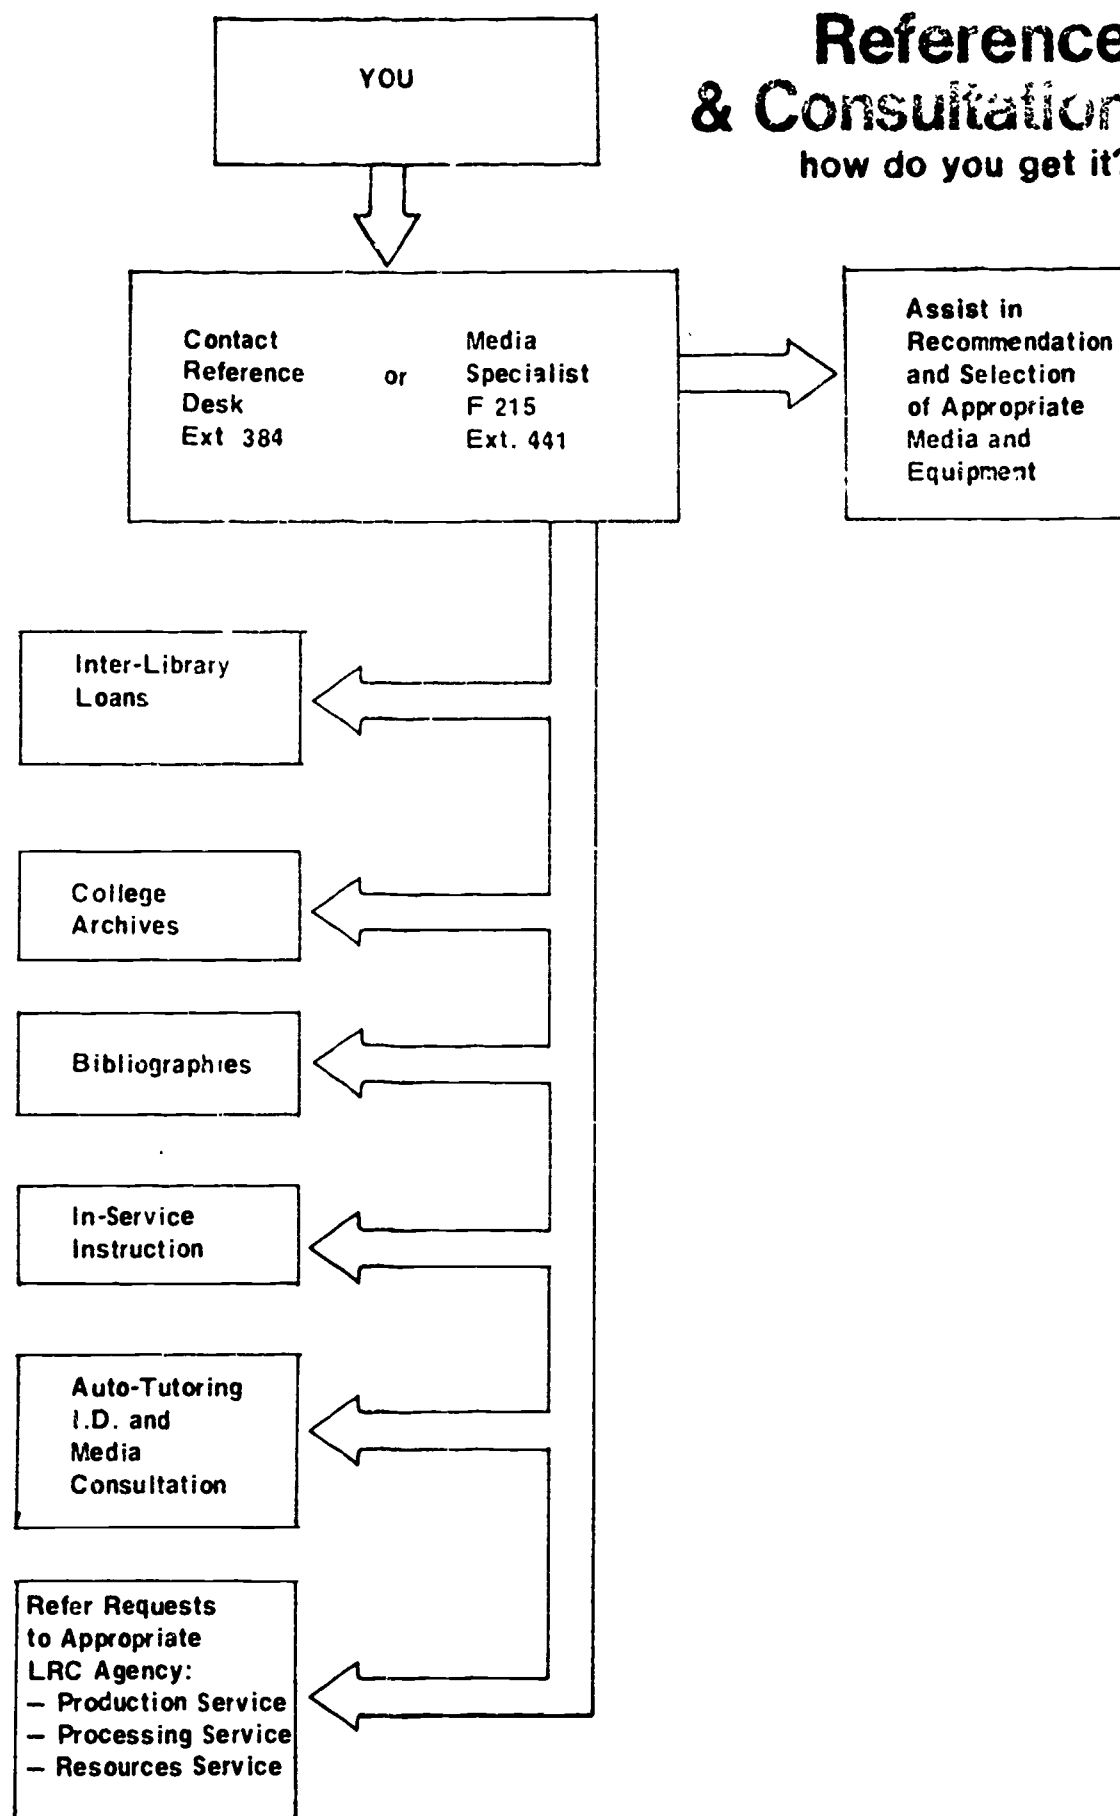 Reference
& Consultation
how do you get it?
YOU
Contact
Reference
Desk
Ext 384
or
Media
Specialist
F 215
Ext. 441
Assist in
Recommendation
and Selection
of Appropriate
Media and
Equipment
Inter-Library
Loans
College
Archives
Bibliographies
In-Service
Instruction
Auto-Tutoring
I.D. and
Media
Consultation
Refer Requests
to Appropriate
LRC Agency:
– Production Service
– Processing Service
– Resources Service